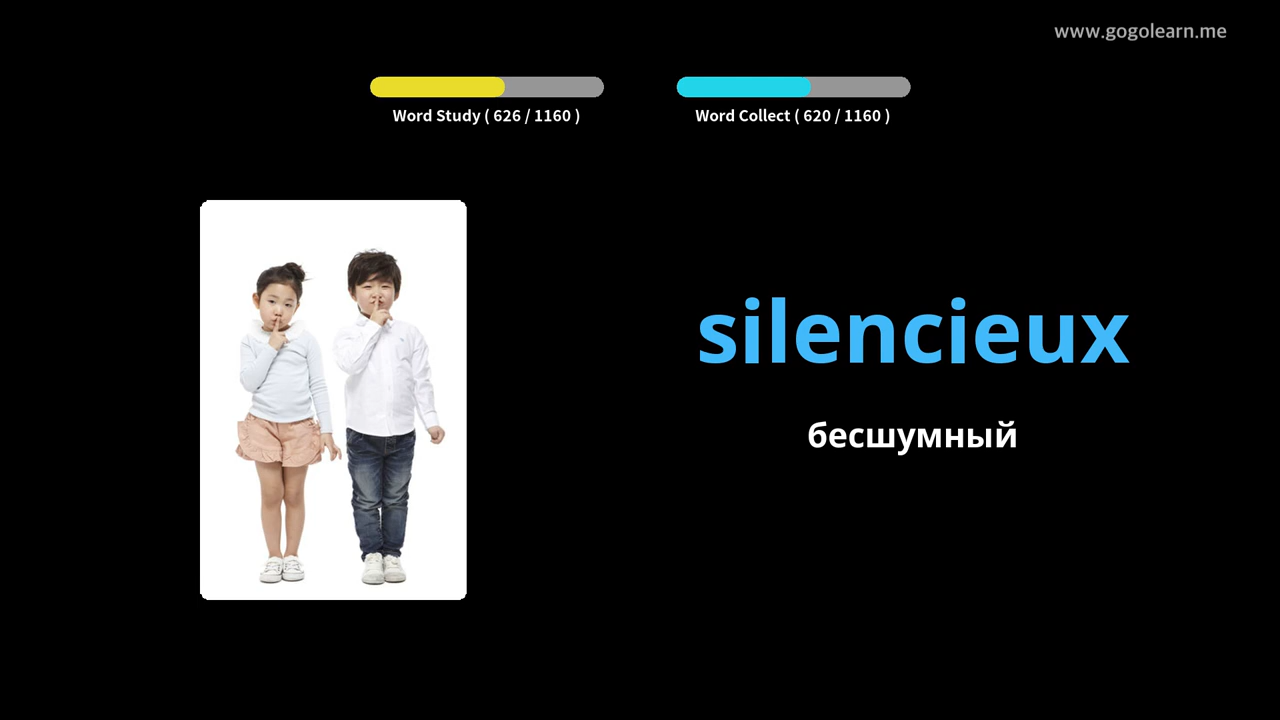 www.gogolearn.me
Word Study ( 626 / 1160 )
Word Collect ( 620 / 1160 )
silencieux
бесшумный